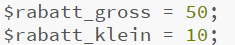 $rabatt_gross = 50;
$rabatt_klein = 10;